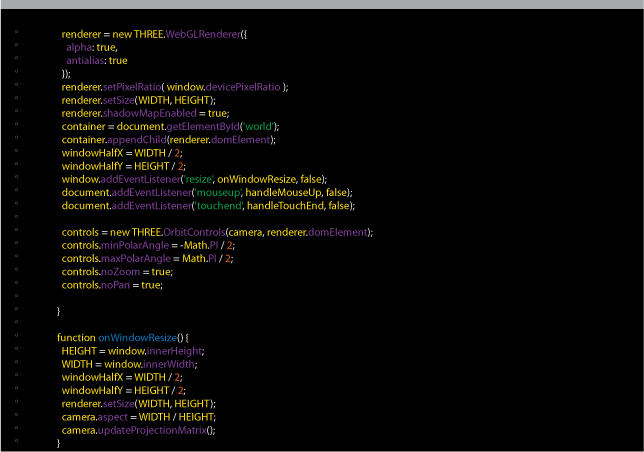 renderer = new THREE.WebGLRenderer({
alpha: true,
antialias: true
});
renderer.setPixelRatio( window.devicePixelRatio );
renderer.setSize(WIDTH, HEIGHT);
renderer.shadowMapEnabled = true;
container = document.getElementById('world');
container.appendChild(renderer.domElement);
windowHalfX = WIDTH / 2;
windowHalfY = HEIGHT / 2;
window.addEventListener('resize', onWindowResize, false);
document.addEventListener('mouseup', handleMouseUp, false);
document.addEventListener('touchend', handleTouchEnd, false);
controls = new THREE.OrbitControls(camera, renderer.domElement);
controls.minPolarAngle = -Math.PI / 2;
controls.maxPolarAngle = Math.PI / 2;
controls.noZoom = true;
controls.noPan = true;
}
function onWindowResize() {
HEIGHT = window.innerHeight;
WIDTH = window.innerWidth;
windowHalfX = WIDTH / 2;
windowHalfY = HEIGHT / 2;
renderer.setSize(WIDTH, HEIGHT);
camera.aspect = WIDTH / HEIGHT;
camera.updateProjectionMatrix();
}